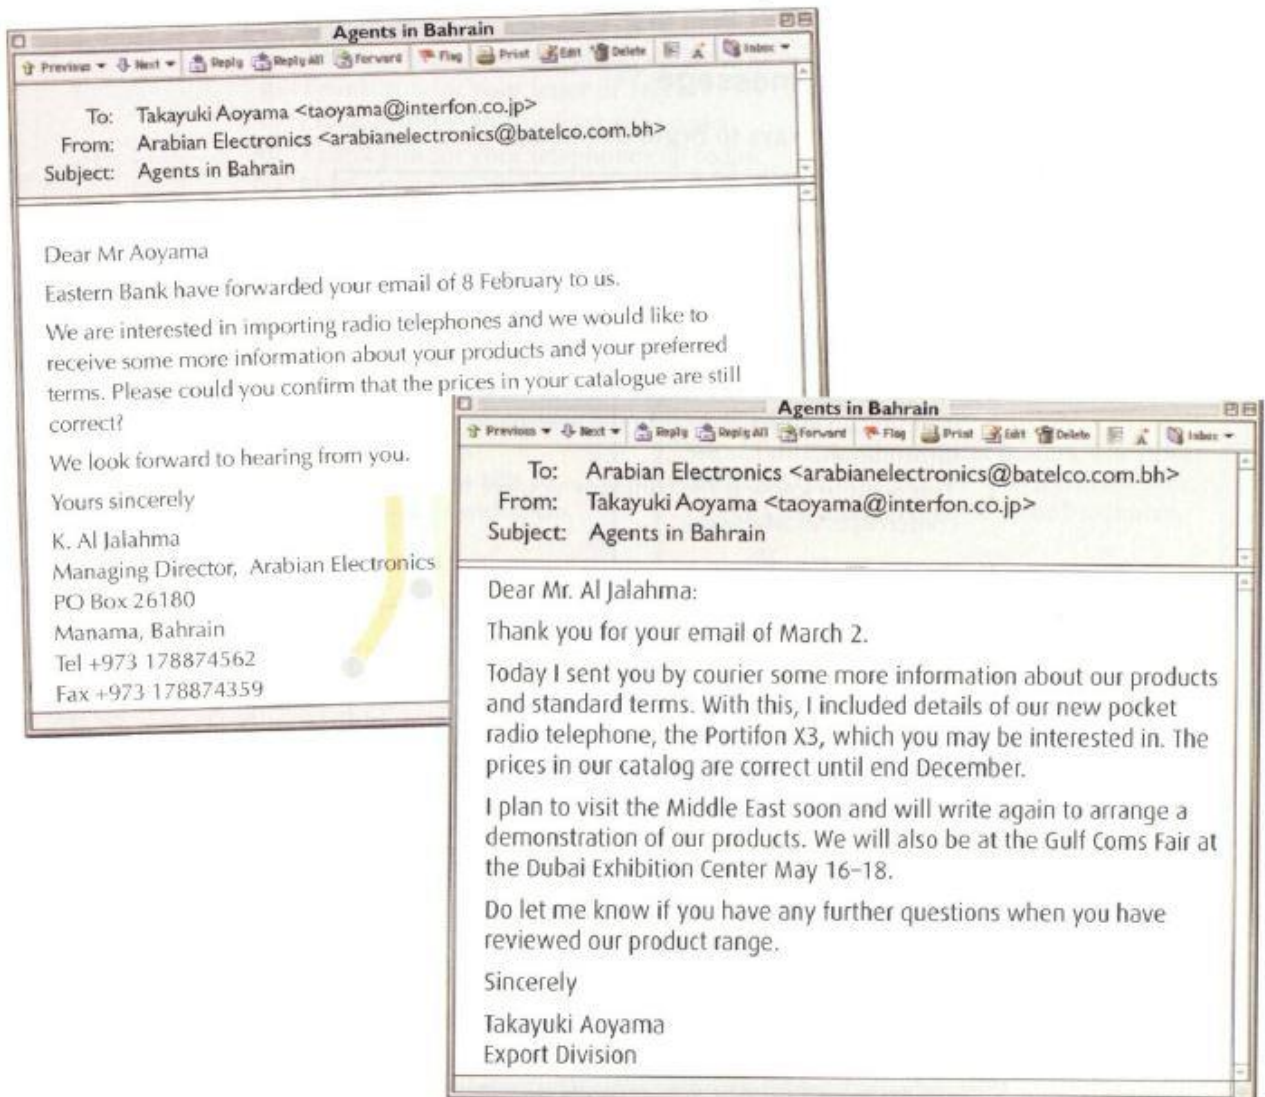 Agents in Bahrain
Previous Next Reply Reply All Forward Flag Print Edit Delete Inbox
To: Takayuki Aoyama <taoyama@interfon.co.jp>
From: Arabian Electronics <arabianelectronics@batelco.com.bh>
Subject: Agents in Bahrain
Dear Mr Aoyama
Eastern Bank have forwarded your email of 8 February to us.
We are interested in importing radio telephones and we would like to
receive some more information about your products and your preferred
terms. Please could you confirm that the prices in your catalogue are still
correct?
We look forward to hearing from you.
Yours sincerely
K. Al Jalahma
Managing Director, Arabian Electronics
PO Box 26180
Manama, Bahrain
Tel +973 178874562
Fax +973 178874359
Agents in Bahrain
Previous Next Reply Reply All Forward Flag Print Edit Delete Inbox
To: Arabian Electronics <arabianelectronics@batelco.com.bh>
From: Takayuki Aoyama <taoyama@interfon.co.jp>
Subject: Agents in Bahrain
Dear Mr. Al Jalahma:
Thank you for your email of March 2.
Today I sent you by courier some more information about our products
and standard terms. With this, I included details of our new pocket
radio telephone, the Portifon X3, which you may be interested in. The
prices in our catalog are correct until end December.
I plan to visit the Middle East soon and will write again to arrange a
demonstration of our products. We will also be at the Gulf Coms Fair at
the Dubai Exhibition Center May 16–18.
Do let me know if you have any further questions when you have
reviewed our product range.
Sincerely
Takayuki Aoyama
Export Division